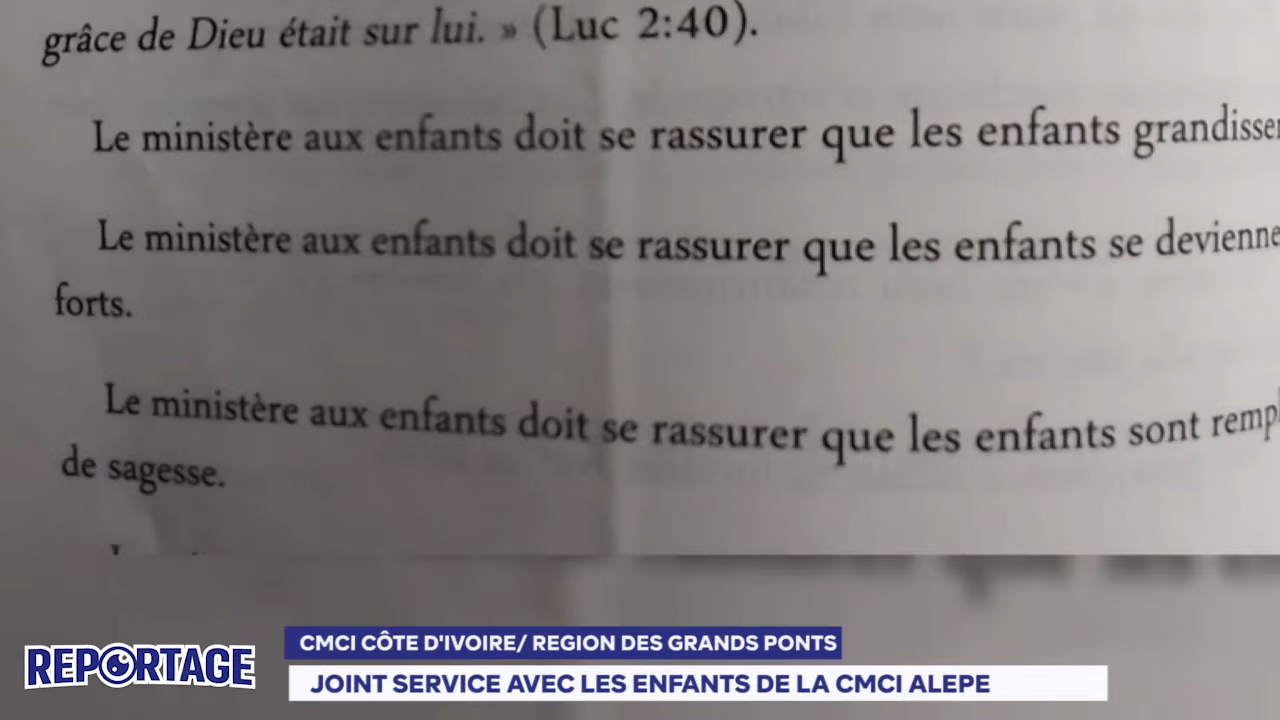 grâce de Dieu était sur lui. » (Luc 2:40).
Le ministère aux enfants doit se rassurer que les enfants
Le ministère aux enfants doit se rassurer que les enfants se
forts.
Le ministère aux enfants doit se rassurer que les enfants sont
de sagesse.
REPORTAGE
CMCI CÔTE D'IVOIRE/ REGION DES GRANDS PONTS
JOINT SERVICE AVEC LES ENFANTS DE LA CMCI ALEPE